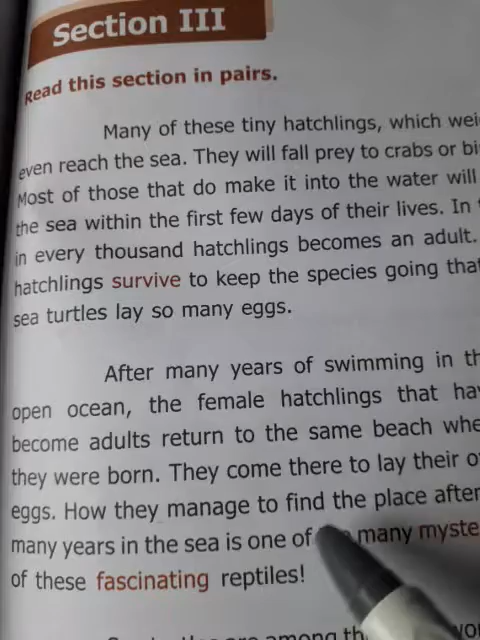 Section III
Read this section in pairs.
Many of these tiny hatchlings, which
even reach the sea. They will fall prey to crabs or
Most of those that do make it into the water will
the sea within the first few days of their lives. In
in every thousand hatchlings becomes an adult.
hatchlings survive to keep the species going
sea turtles lay so many eggs.
After many years of swimming in
open ocean, the female hatchlings that
become adults return to the same beach
they were born. They come there to lay their
eggs. How they manage to find the place after
many years in the sea is one of many
of these fascinating reptiles!
are among